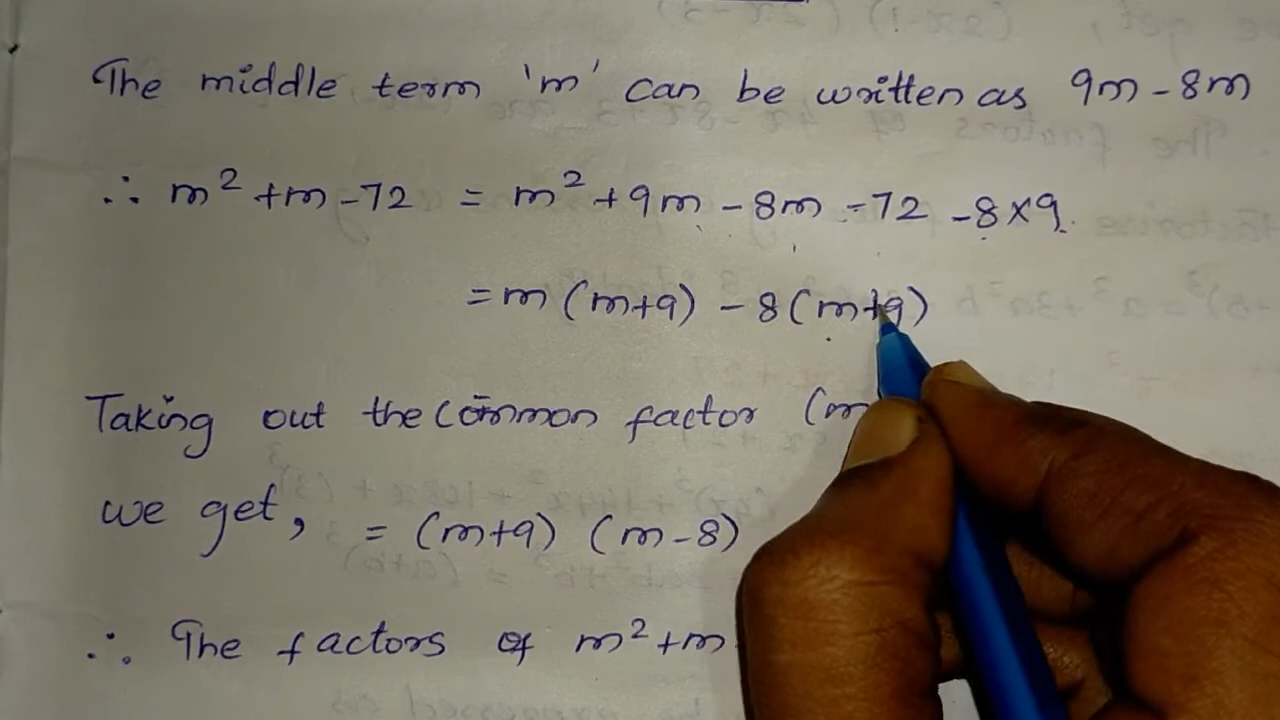 The middle term 'm' can be written as 9m - 8m
∴ m² + m - 72 = m² + 9m - 8m - 72 - 8 × 9
= m (m+9) - 8 (m+9)
Taking out the common factor (m
we get, = (m+9) (m-8)
∴ The factors of m² + m